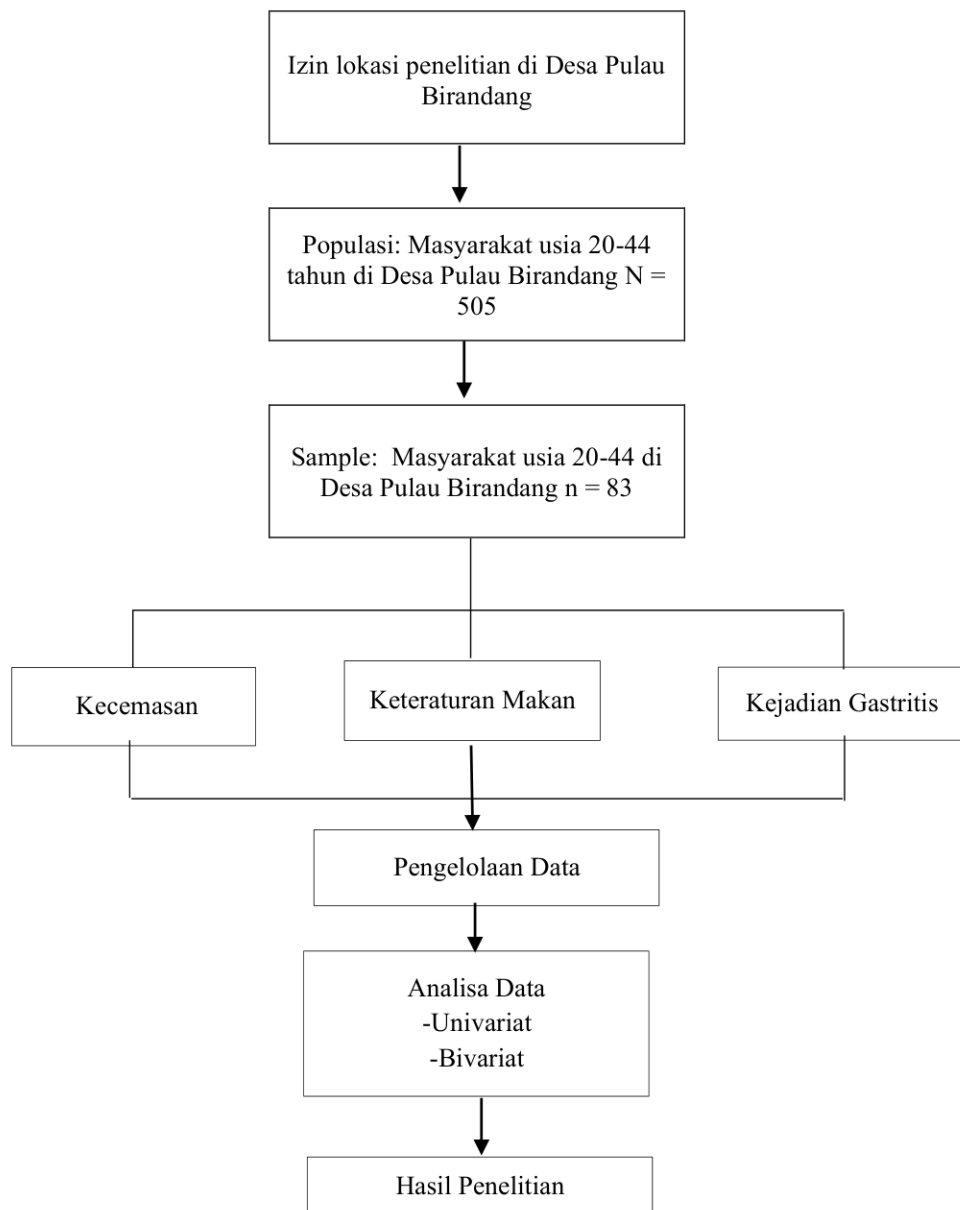 Izin lokasi penelitian di Desa Pulau
Birandang
Populasi: Masyarakat usia 20-44
tahun di Desa Pulau Birandang N =
505
Sample:  Masyarakat usia 20-44 di
Desa Pulau Birandang n = 83
Kecemasan
Keteraturan Makan
Kejadian Gastritis
Pengelolaan Data
Analisa Data
-Univariat
-Bivariat
Hasil Penelitian